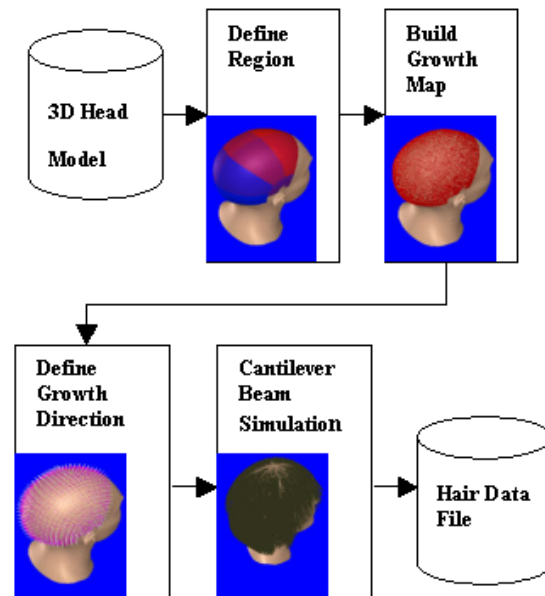 3D Head
Model
Define
Region
Build
Growth
Map
Define
Growth
Direction
Cantilever
Beam
Simulation
Hair Data
File